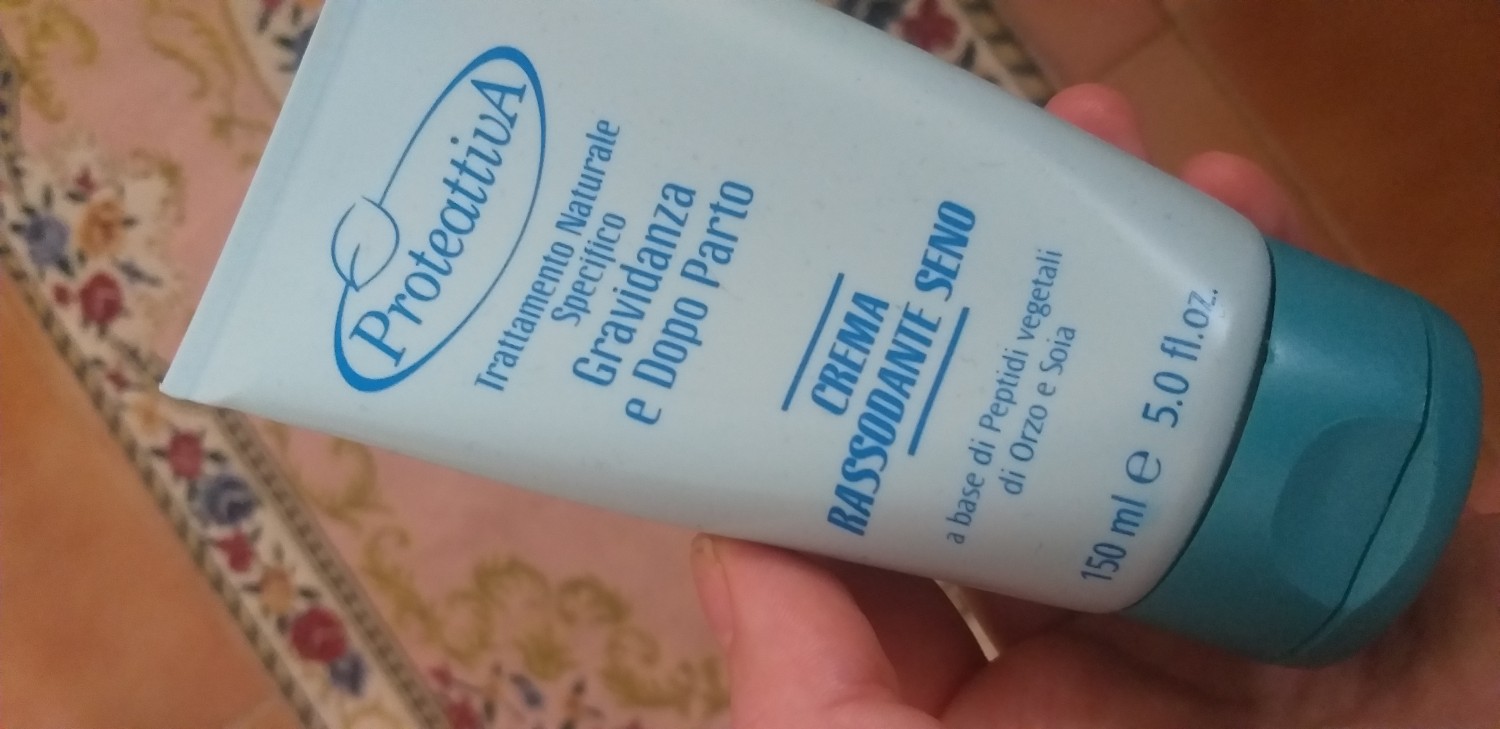 ProteattivA
Trattamento Naturale
Specifico
Gravidanza
e Dopo Parto
CREMA
RASSODANTE SENO
a base di Peptidi vegetali
di Orzo e Soia
150 ml ℮ 5.0 fl.oz.